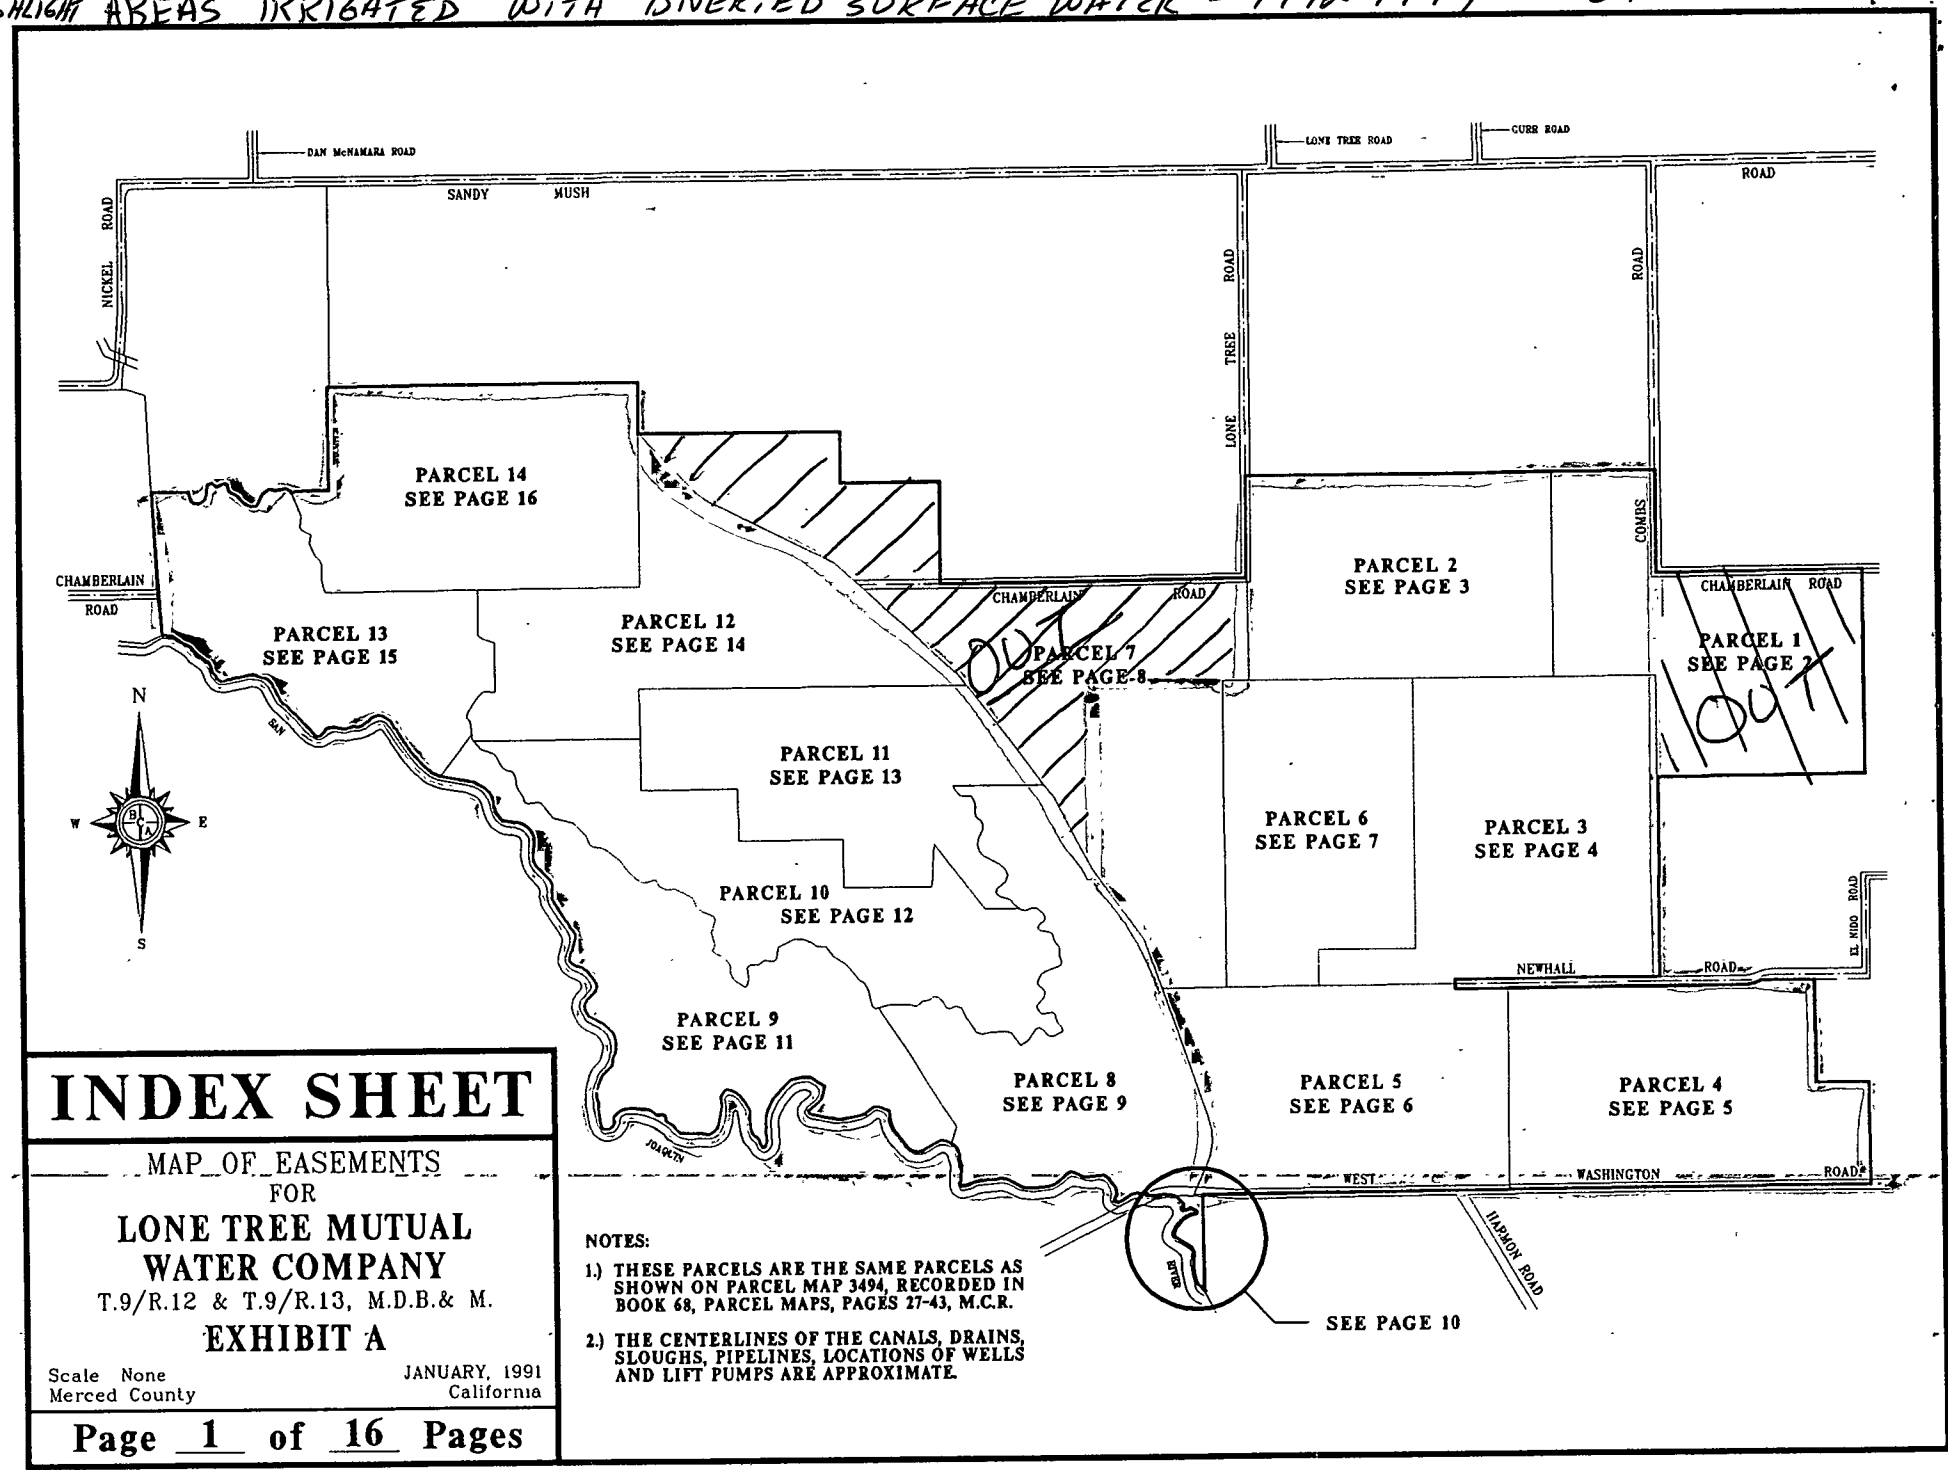 AREAS IRRIGATED WITH DIVERTED SURFACE WATER -
DAN McNAMARA ROAD
LONE TREE ROAD
GURR ROAD
SANDY MUSH ROAD
NICKEL ROAD
LONE TREE ROAD
COMBS ROAD
PARCEL 14
SEE PAGE 16
PARCEL 2
SEE PAGE 3
CHAMBERLAIN ROAD
CHAMBERLAIN ROAD
CHAMBERLAIN ROAD
PARCEL 13
SEE PAGE 15
PARCEL 12
SEE PAGE 14
PARCEL 7
SEE PAGE 8
OUT
PARCEL 1
SEE PAGE 2
OUT
SAN
N
W
E
S
B
C
A
PARCEL 11
SEE PAGE 13
PARCEL 6
SEE PAGE 7
PARCEL 3
SEE PAGE 4
PARCEL 10
SEE PAGE 12
EL NIDO ROAD
NEWHALL ROAD
PARCEL 9
SEE PAGE 11
PARCEL 8
SEE PAGE 9
PARCEL 5
SEE PAGE 6
PARCEL 4
SEE PAGE 5
JOAQUIN
WEST WASHINGTON ROAD
RIVER
HARMON ROAD
SEE PAGE 10
INDEX SHEET
MAP OF EASEMENTS
FOR
LONE TREE MUTUAL
WATER COMPANY
T.9/R.12 & T.9/R.13, M.D.B.& M.
EXHIBIT A
Scale None JANUARY, 1991
Merced County California
Page 1 of 16 Pages
NOTES:
1.) THESE PARCELS ARE THE SAME PARCELS AS
SHOWN ON PARCEL MAP 3494, RECORDED IN
BOOK 68, PARCEL MAPS, PAGES 27-43, M.C.R.
2.) THE CENTERLINES OF THE CANALS, DRAINS,
SLOUGHS, PIPELINES, LOCATIONS OF WELLS
AND LIFT PUMPS ARE APPROXIMATE.